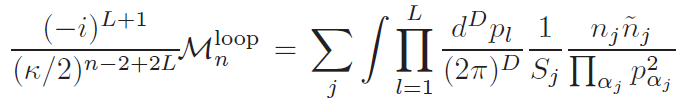 \frac{(-i)^{L+1}}{(\kappa/2)^{n-2+2L}} \mathcal{M}_n^{\text{loop}} = \sum_j \int \prod_{l=1}^{L} \frac{d^D p_l}{(2\pi)^D} \frac{1}{S_j} \frac{n_j \tilde{n}_j}{\prod_{\alpha_j} p_{\alpha_j}^2}